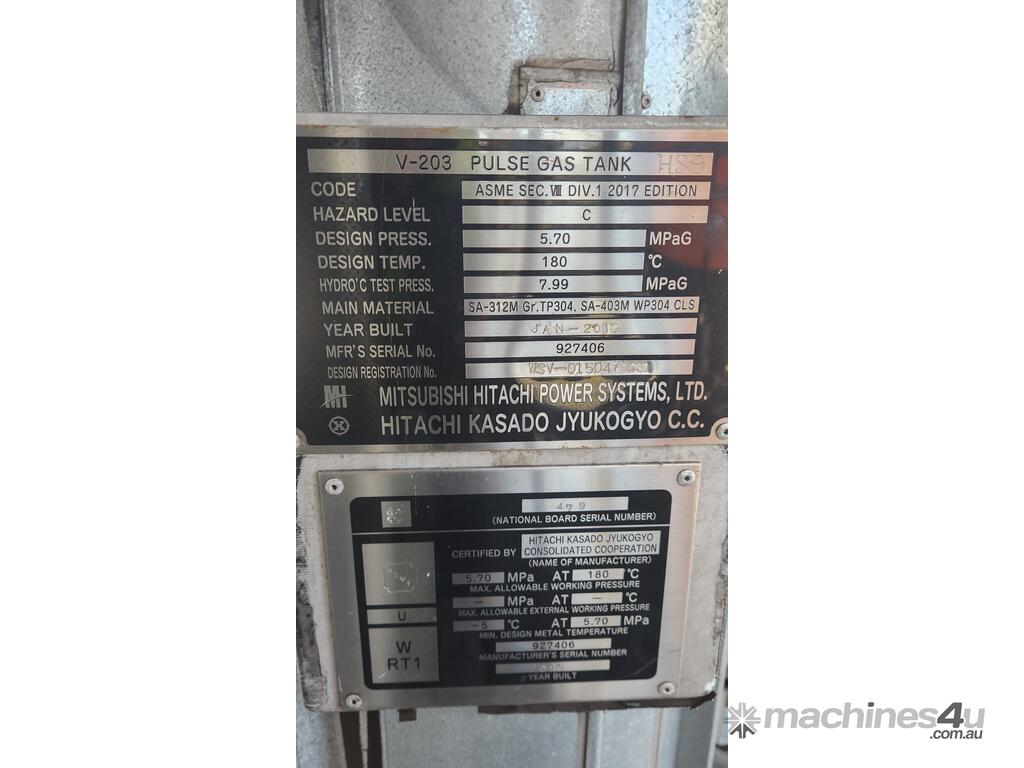 V-203 PULSE GAS TANK HSB
CODE ASME SEC. Ⅷ DIV.1 2017 EDITION
HAZARD LEVEL C
DESIGN PRESS. 5.70 MPaG
DESIGN TEMP. 180 ℃
HYDRO'C TEST PRESS. 7.99 MPaG
MAIN MATERIAL SA-312M Gr.TP304, SA-403M WP304 CLS
YEAR BUILT JAN-2019
MFR'S SERIAL No. 927406
DESIGN REGISTRATION No.
MH MITSUBISHI HITACHI POWER SYSTEMS, LTD.
HITACHI KASADO JYUKOGYO C.C.
479
(NATIONAL BOARD SERIAL NUMBER)
CERTIFIED BY HITACHI KASADO JYUKOGYO
CONSOLIDATED COOPERATION
(NAME OF MANUFACTURER)
5.70 MPa AT 180 ℃
MAX. ALLOWABLE WORKING PRESSURE
– MPa AT – ℃
MAX. ALLOWABLE EXTERNAL WORKING PRESSURE
-5 ℃ AT 5.70 MPa
MIN. DESIGN METAL TEMPERATURE
927406
MANUFACTURER'S SERIAL NUMBER
YEAR BUILT
U
W
RT1
machines4u
.com.au